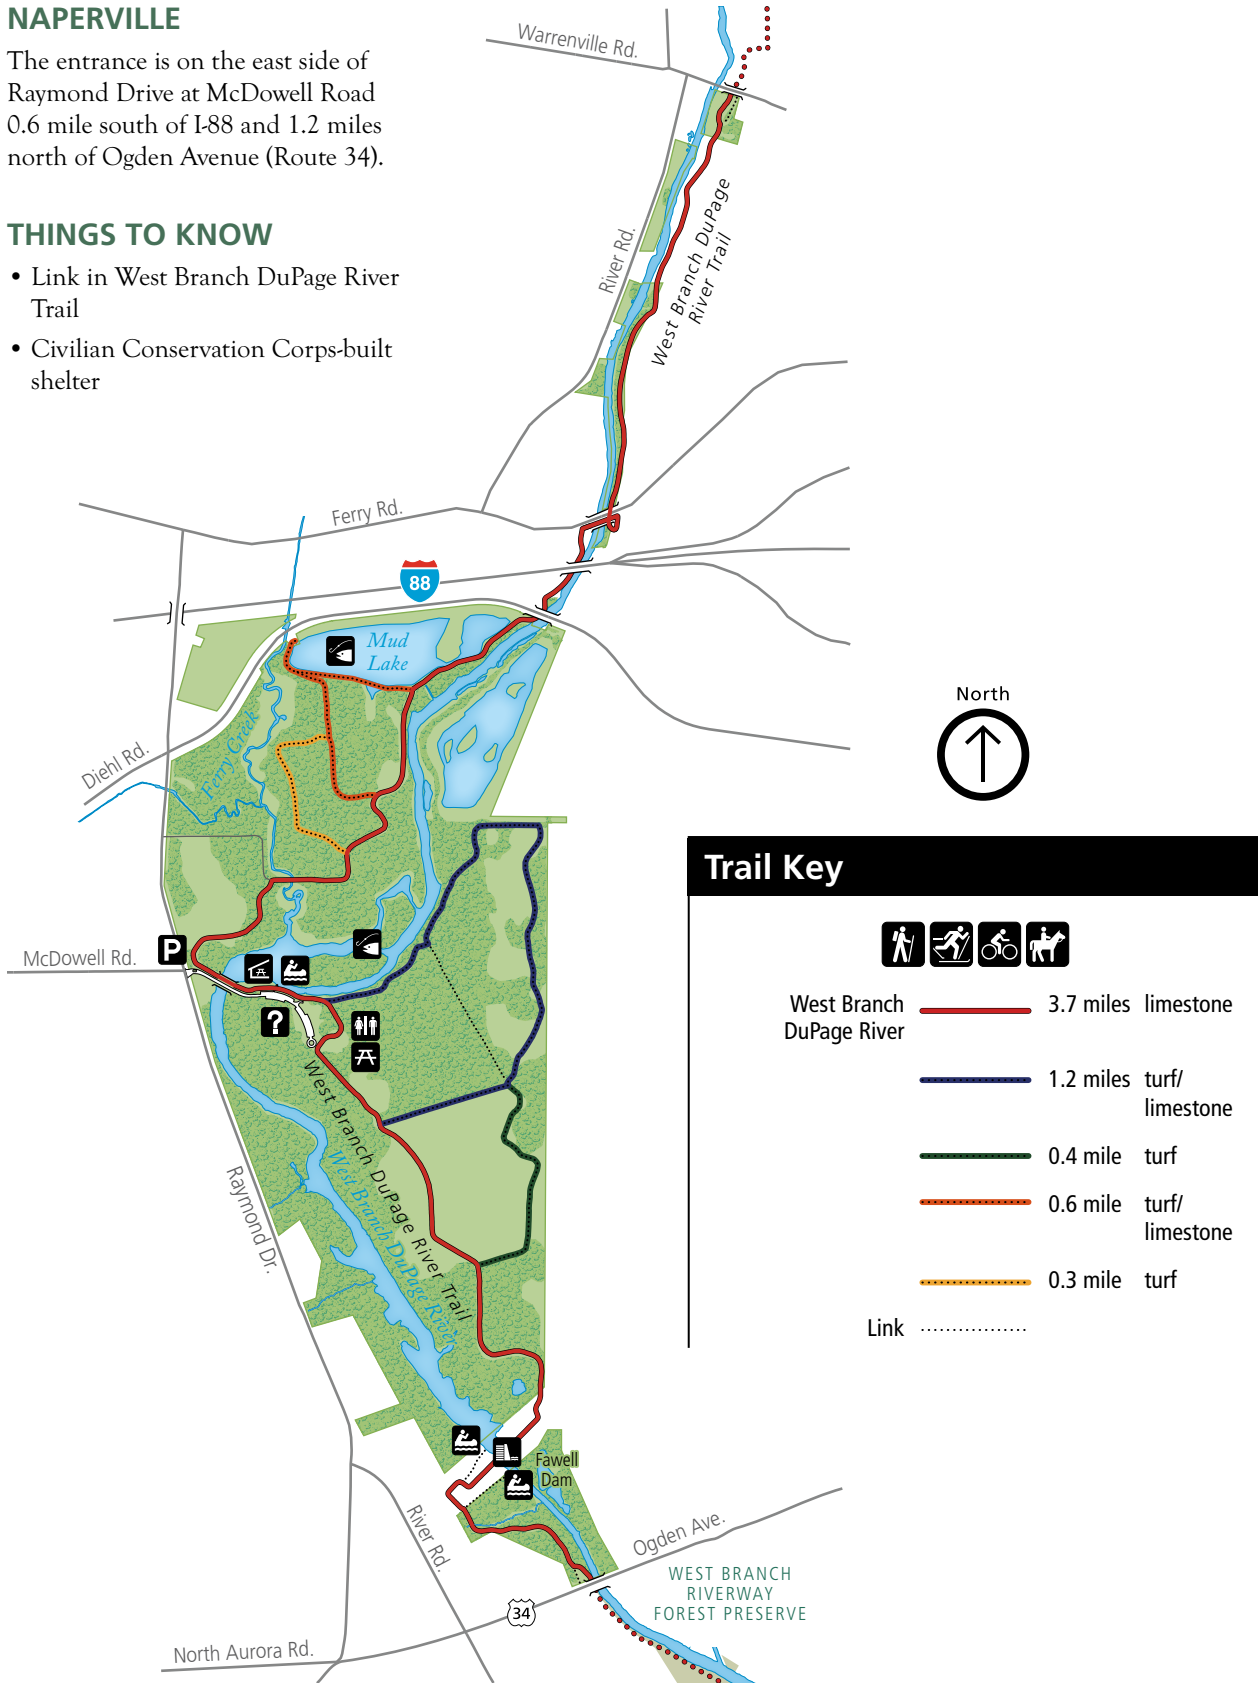 NAPERVILLE
The entrance is on the east side of
Raymond Drive at McDowell Road
0.6 mile south of I-88 and 1.2 miles
north of Ogden Avenue (Route 34).
THINGS TO KNOW
• Link in West Branch DuPage River
Trail
• Civilian Conservation Corps-built
shelter
Warrenville Rd.
River Rd.
West Branch DuPage
River Trail
Ferry Rd.
88
Mud
Lake
Diehl Rd.
Ferry Creek
North
P
McDowell Rd.
?
West Branch DuPage River Trail
West Branch DuPage River
Raymond Dr.
Fawell
Dam
River Rd.
Ogden Ave.
34
North Aurora Rd.
WEST BRANCH
RIVERWAY
FOREST PRESERVE
Trail Key
West Branch
DuPage River
3.7 miles limestone
1.2 miles turf/
limestone
0.4 mile turf
0.6 mile turf/
limestone
0.3 mile turf
Link